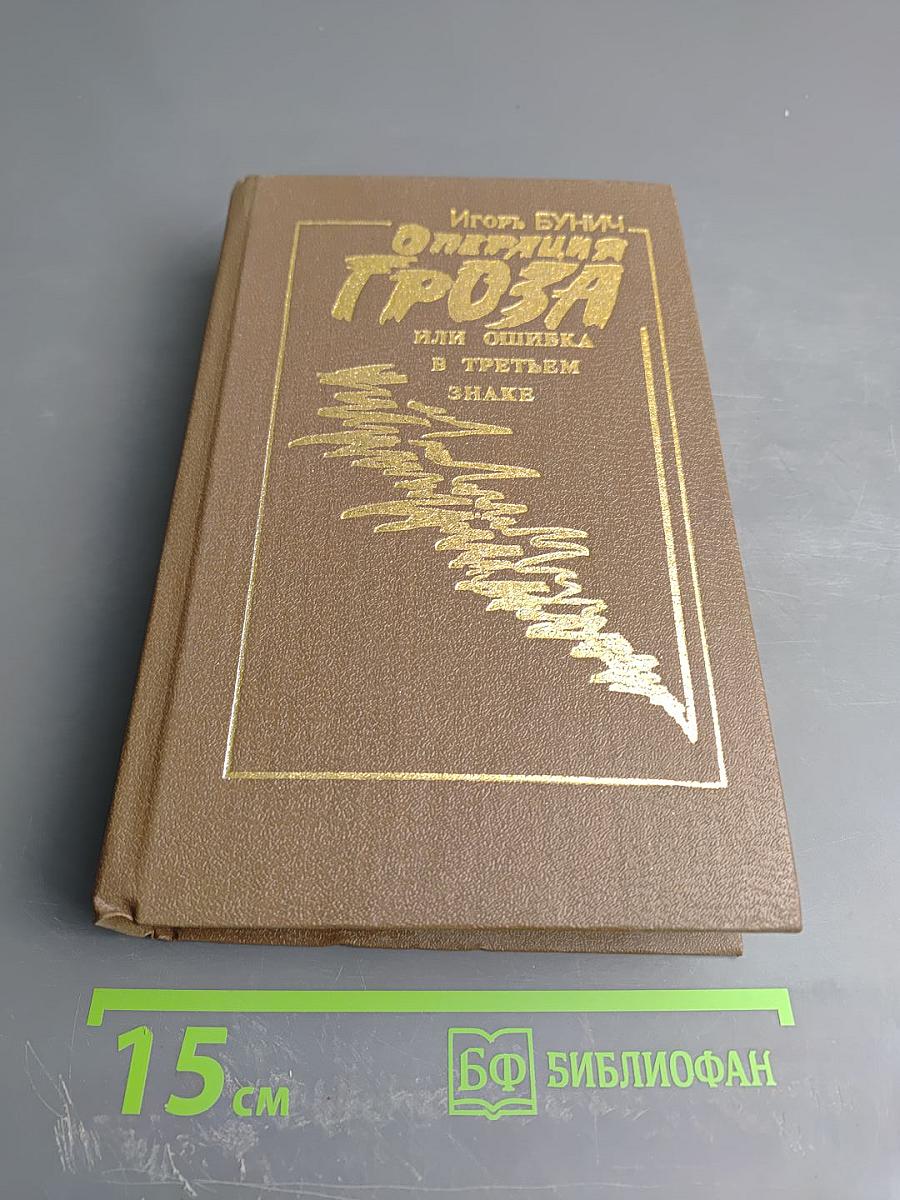 Игорь БУНИЧ
Операция
ГРОЗА
ИЛИ ОШИБКА
В ТРЕТЬЕМ
ЗНАКЕ
15 см
БФ БИБЛИОФАН